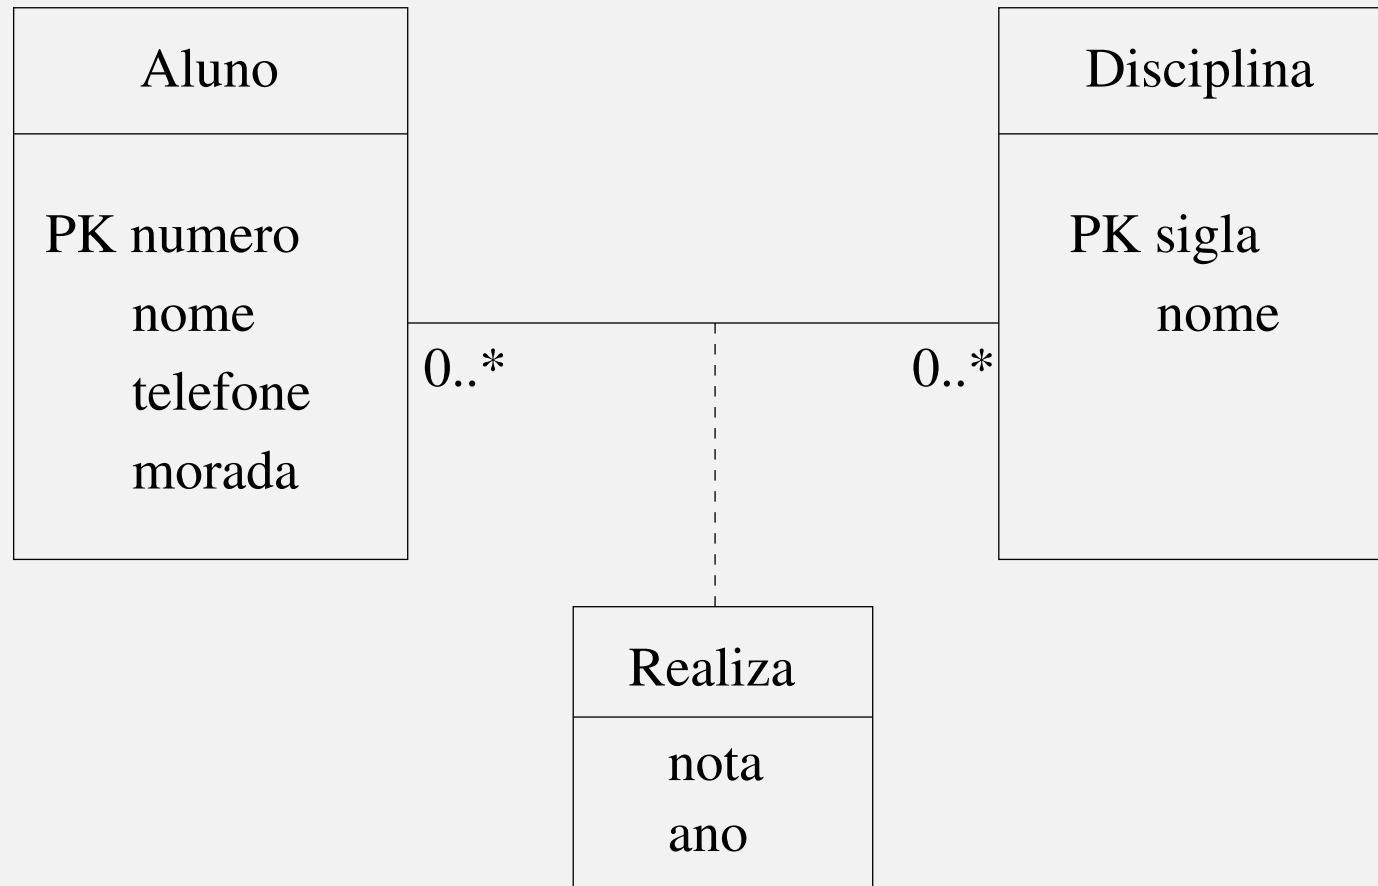 Aluno
PK numero
nome
telefone
morada
0..*
0..*
Disciplina
PK sigla
nome
Realiza
nota
ano